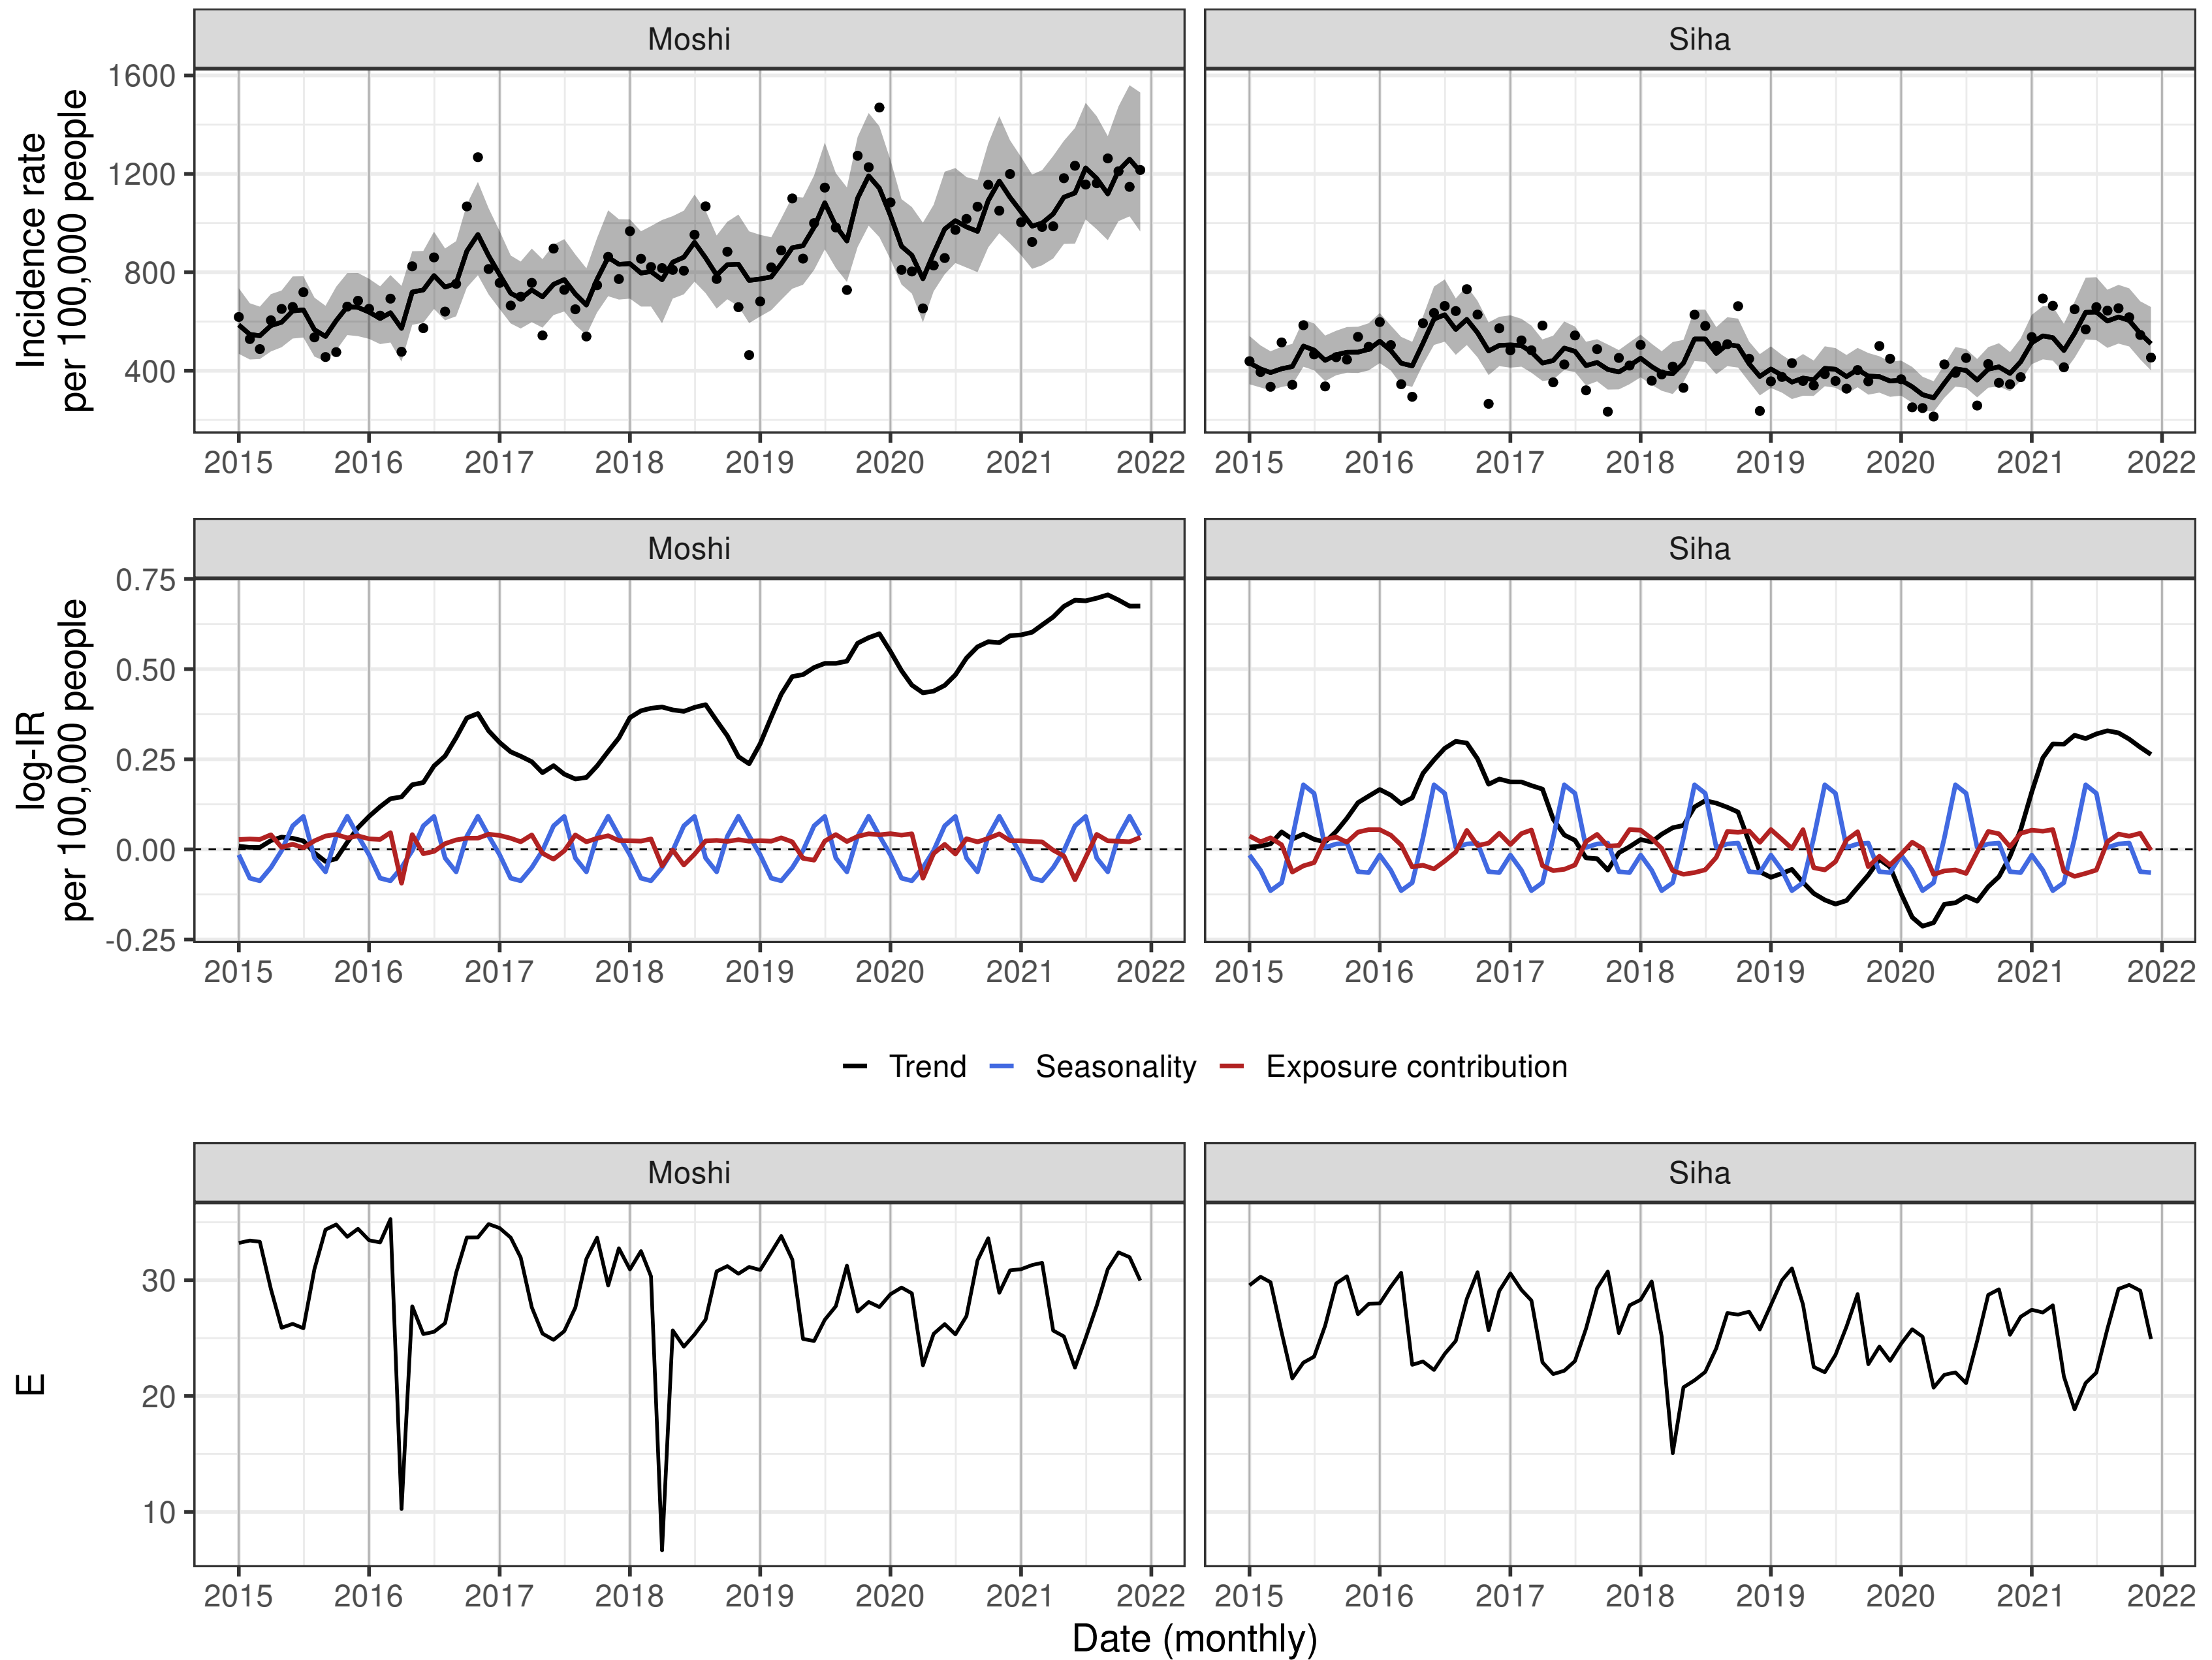 Moshi Siha
Incidence rate
per 100,000 people
1600
1200
800
400
2015 2016 2017 2018 2019 2020 2021 2022 2015 2016 2017 2018 2019 2020 2021 2022
Moshi Siha
log-IR
per 100,000 people
0.75
0.50
0.25
0.00
-0.25
2015 2016 2017 2018 2019 2020 2021 2022 2015 2016 2017 2018 2019 2020 2021 2022
Trend Seasonality Exposure contribution
Moshi Siha
E
30
20
10
2015 2016 2017 2018 2019 2020 2021 2022 2015 2016 2017 2018 2019 2020 2021 2022
Date (monthly)